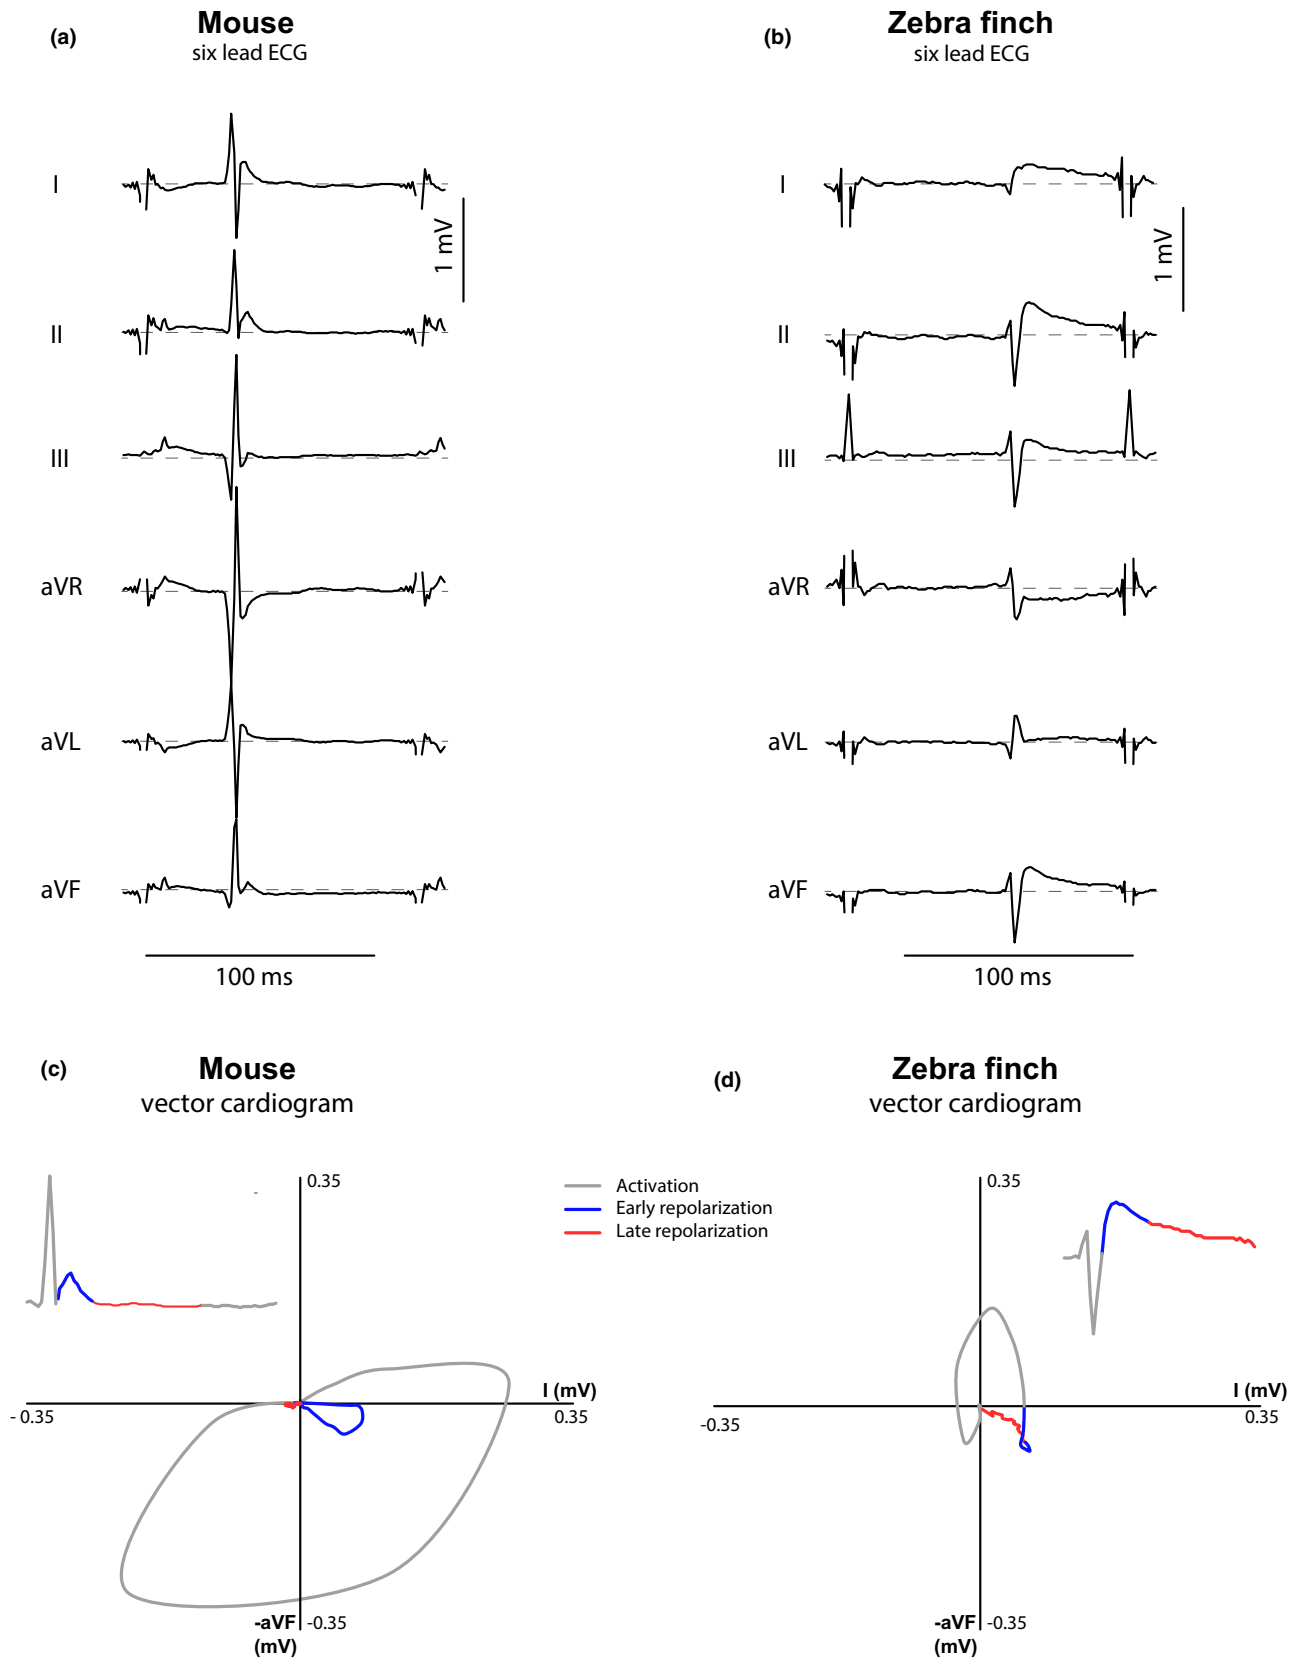 (a)
Mouse
six lead ECG
I
1 mV
II
III
aVR
aVL
aVF
100 ms
(b)
Zebra finch
six lead ECG
I
1 mV
II
III
aVR
aVL
aVF
100 ms
(c)
Mouse
vector cardiogram
0.35
I (mV)
- 0.35
0.35
-aVF
-0.35
(mV)
Activation
Early repolarization
Late repolarization
(d)
Zebra finch
vector cardiogram
0.35
I (mV)
-0.35
0.35
-aVF
-0.35
(mV)